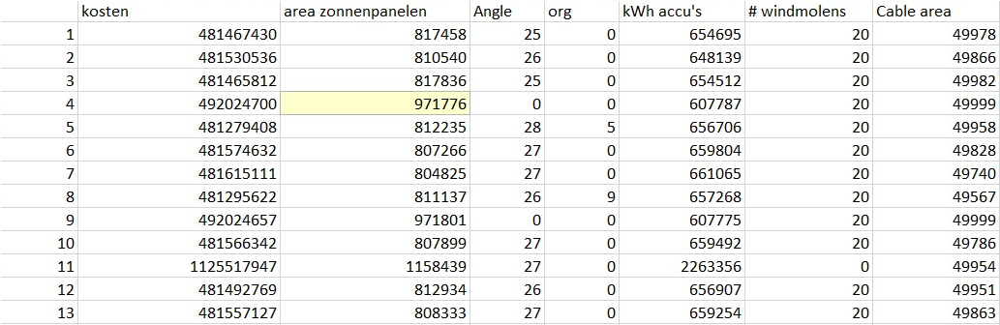 kosten area zonnenpanelen Angle org kWh accu's # windmolens Cable area
1 481467430 817458 25 0 654695 20 49978
2 481530536 810540 26 0 648139 20 49866
3 481465812 817836 25 0 654512 20 49982
4 492024700 971776 0 0 607787 20 49999
5 481279408 812235 28 5 656706 20 49958
6 481574632 807266 27 0 659804 20 49828
7 481615111 804825 27 0 661065 20 49740
8 481295622 811137 26 9 657268 20 49567
9 492024657 971801 0 0 607775 20 49999
10 481566342 807899 27 0 659492 20 49786
11 1125517947 1158439 27 0 2263356 0 49954
12 481492769 812934 26 0 656907 20 49951
13 481557127 808333 27 0 659254 20 49863